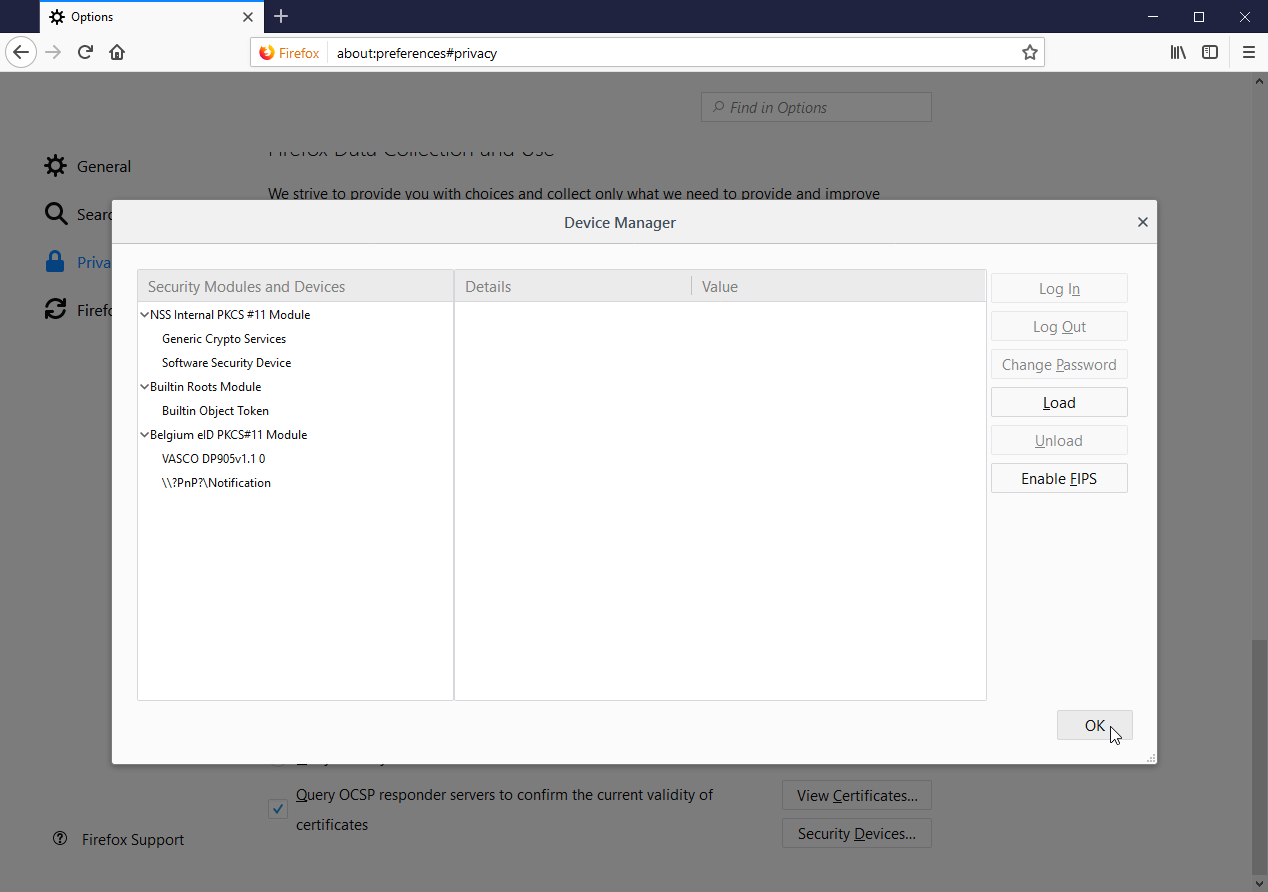 Options
Firefox
about:preferences#privacy
Find in Options
General
Firefox Data Collection and Use
We strive to provide you with choices and collect only what we need to provide and improve
Searc
Device Manager
Priva
Security Modules and Devices
Details
Value
Log In
Firefo
NSS Internal PKCS #11 Module
Log Out
Generic Crypto Services
Software Security Device
Change Password
Builtin Roots Module
Load
Builtin Object Token
Belgium eID PKCS#11 Module
Unload
VASCO DP905v1.1 0
Enable FIPS
\\?PnP?\Notification
OK
Query OCSP responder servers to confirm the current validity of
certificates
View Certificates...
Security Devices...
Firefox Support